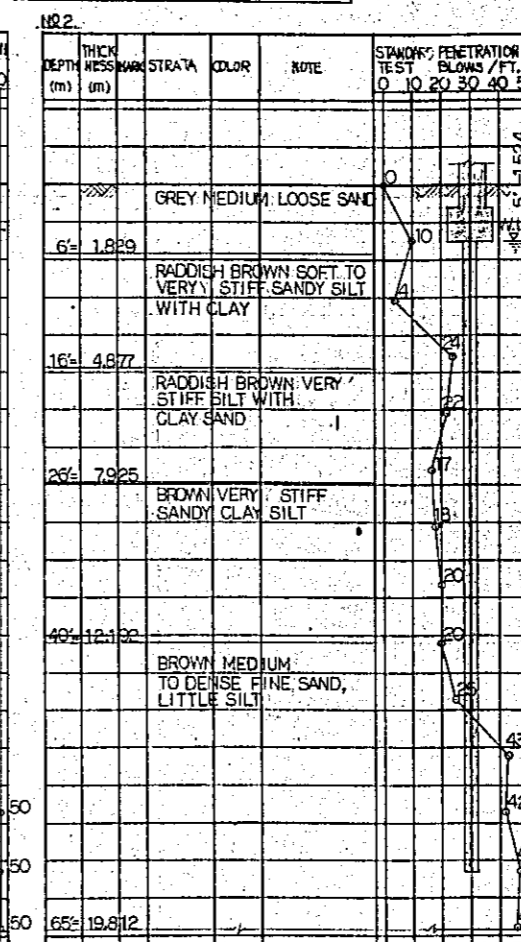 NO2.
DEPTH (m)
THICKNESS (m)
MARK
STRATA
COLOR
NOTE
STANDARD PENETRATION
TEST BLOWS / FT.
0 10 20 30 40
0
GREY MEDIUM LOOSE SAND
10
6'= 1.829
RADDISH BROWN SOFT TO
VERY STIFF SANDY SILT
WITH CLAY
4
24
16'= 4.877
RADDISH BROWN VERY
STIFF SILT WITH
CLAY SAND
22
17
26'= 7.925
BROWN VERY STIFF
SANDY CLAY SILT
18
20
40'= 12.192
20
BROWN MEDIUM
TO DENSE FINE SAND,
LITTLE SILT
25
43
42
50
50
50
65'= 19.812
5'=1.524